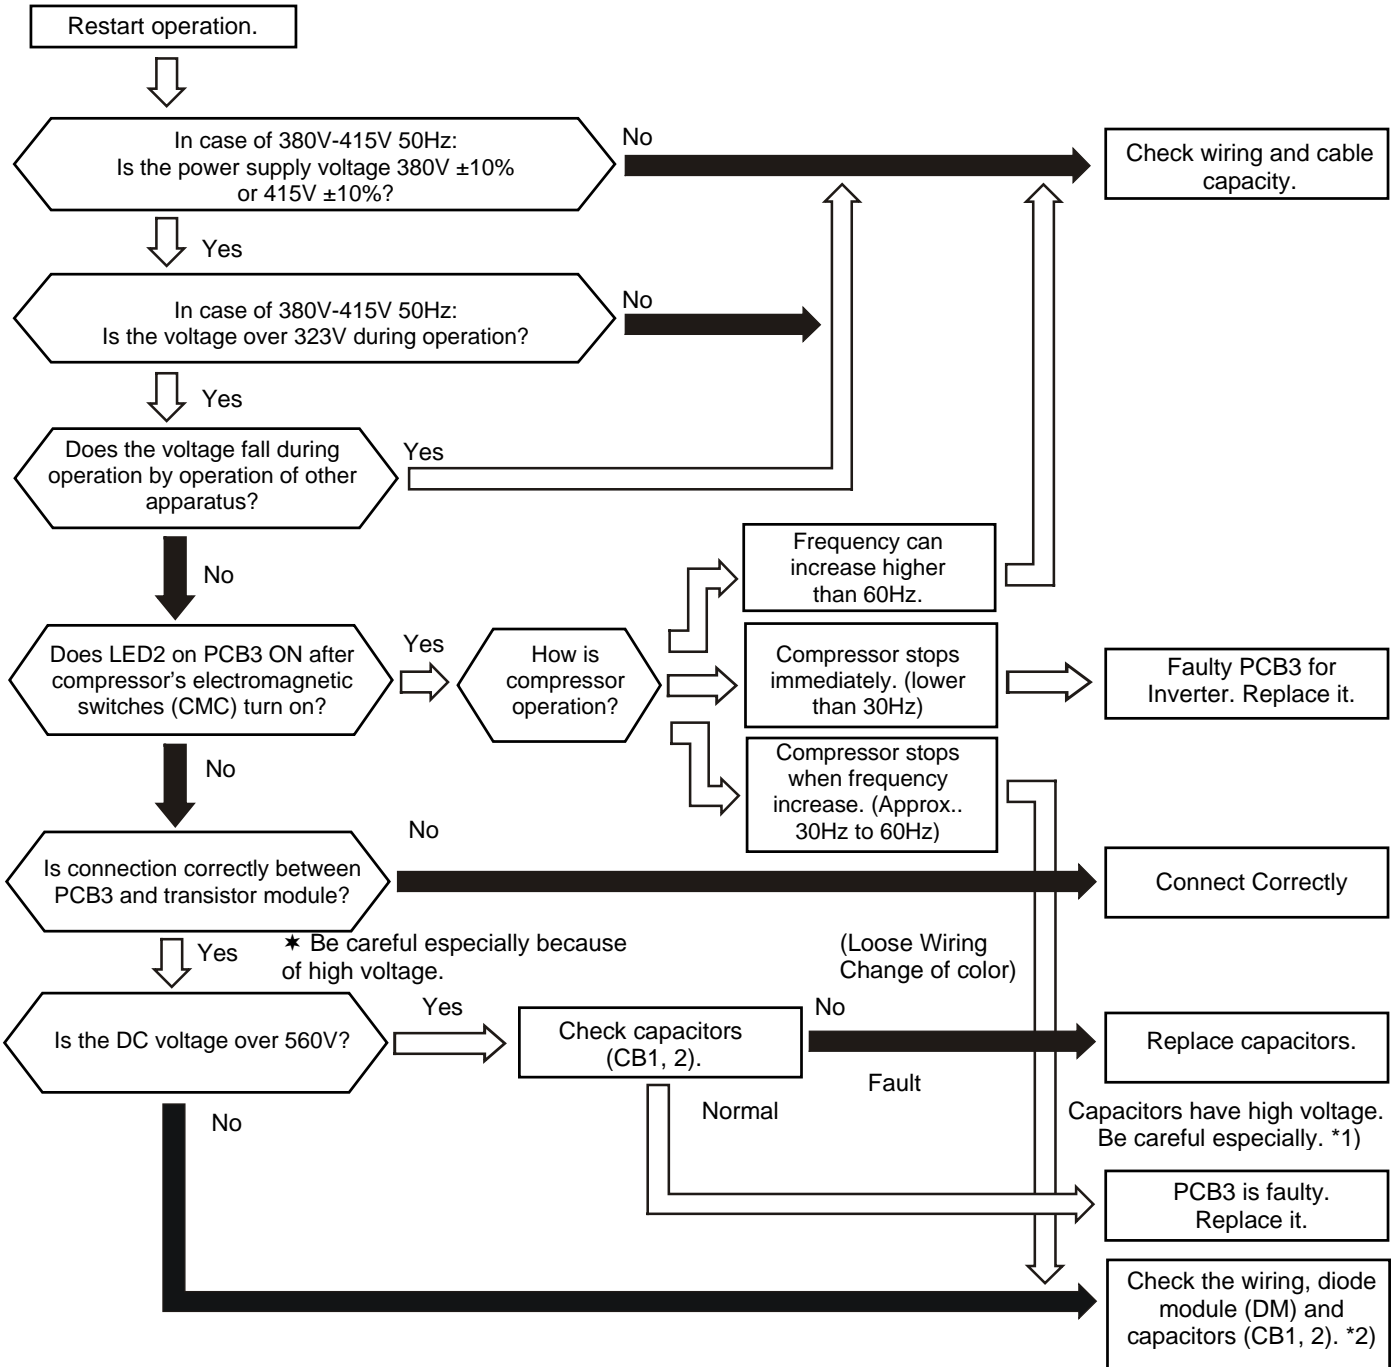 Restart operation.
In case of 380V-415V 50Hz:
Is the power supply voltage 380V ±10%
or 415V ±10%?
No
Check wiring and cable
capacity.
Yes
In case of 380V-415V 50Hz:
Is the voltage over 323V during operation?
No
Yes
Does the voltage fall during
operation by operation of other
apparatus?
Yes
No
Frequency can
increase higher
than 60Hz.
Does LED2 on PCB3 ON after
compressor's electromagnetic
switches (CMC) turn on?
Yes
How is
compressor
operation?
Compressor stops
immediately. (lower
than 30Hz)
Faulty PCB3 for
Inverter. Replace it.
Compressor stops
when frequency
increase. (Approx..
30Hz to 60Hz)
No
Is connection correctly between
PCB3 and transistor module?
No
Connect Correctly
Yes
✶ Be careful especially because
of high voltage.
(Loose Wiring
Change of color)
Is the DC voltage over 560V?
Yes
Check capacitors
(CB1, 2).
No
Fault
Replace capacitors.
Capacitors have high voltage.
Be careful especially. *1)
Normal
PCB3 is faulty.
Replace it.
No
Check the wiring, diode
module (DM) and
capacitors (CB1, 2). *2)